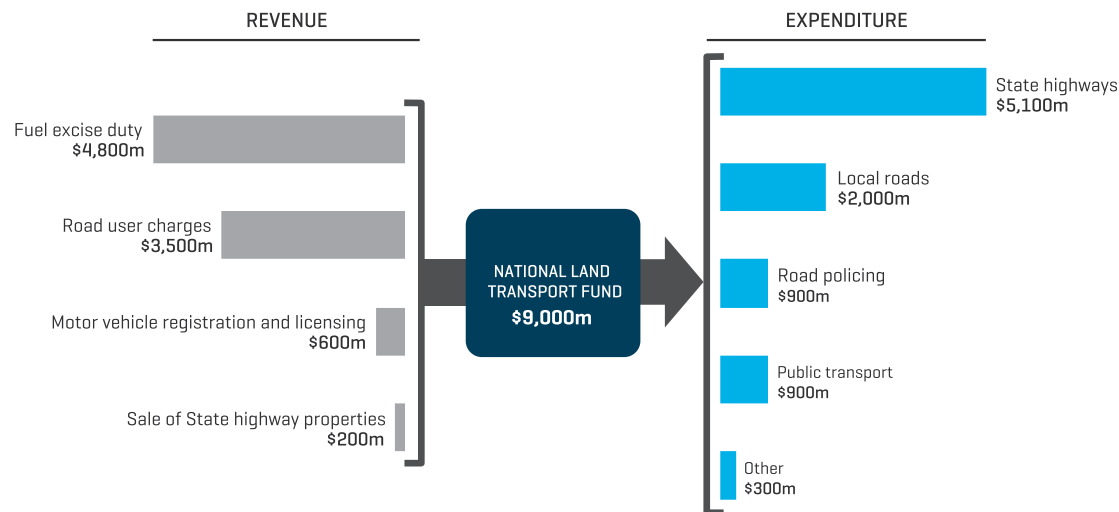 REVENUE
Fuel excise duty
$4,800m
Road user charges
$3,500m
Motor vehicle registration and licensing
$600m
Sale of State highway properties
$200m
NATIONAL LAND
TRANSPORT FUND
$9,000m
EXPENDITURE
State highways
$5,100m
Local roads
$2,000m
Road policing
$900m
Public transport
$900m
Other
$300m